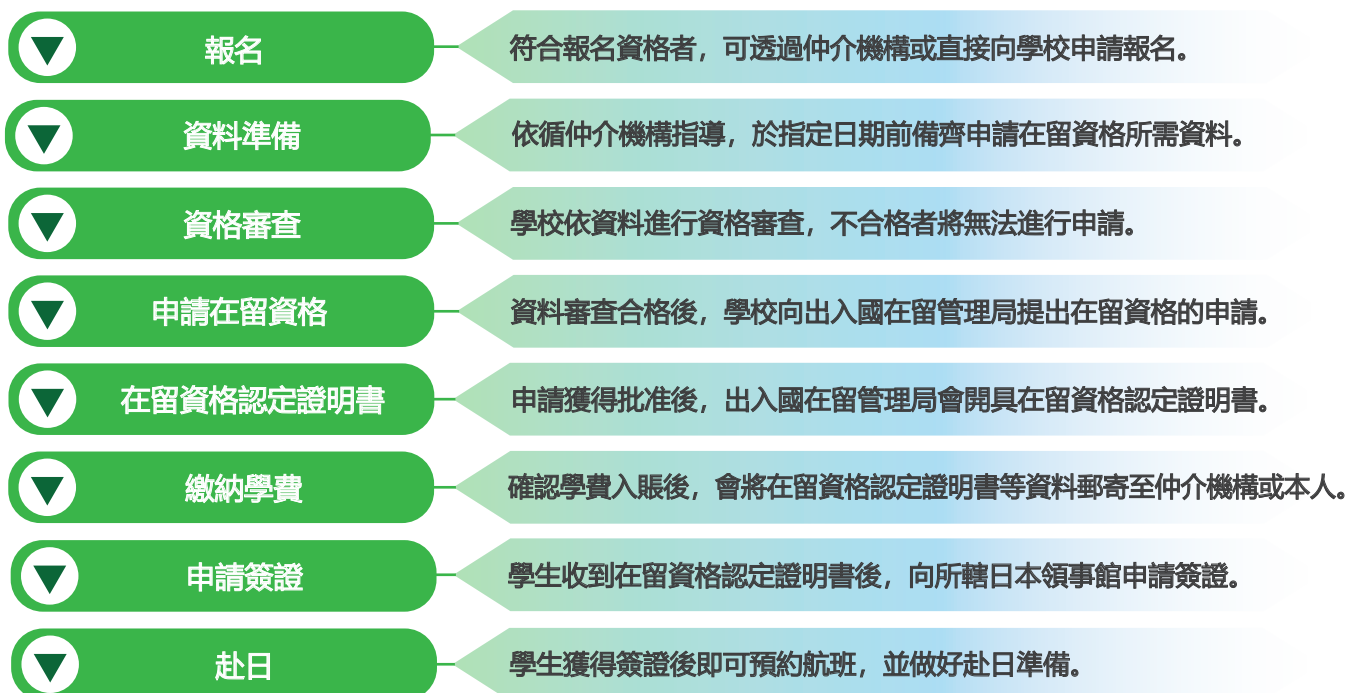 報名
符合報名資格者，可透過仲介機構或直接向學校申請報名。
資料準備
依循仲介機構指導，於指定日期前備齊申請在留資格所需資料。
資格審查
學校依資料進行資格審查，不合格者將無法進行申請。
申請在留資格
資料審查合格後，學校向出入國在留管理局提出在留資格的申請。
在留資格認定證明書
申請獲得批准後，出入國在留管理局會開具在留資格認定證明書。
繳納學費
確認學費入賬後，會將在留資格認定證明書等資料郵寄至仲介機構或本人。
申請簽證
學生收到在留資格認定證明書後，向所轄日本領事館申請簽證。
赴日
學生獲得簽證後即可預約航班，並做好赴日準備。